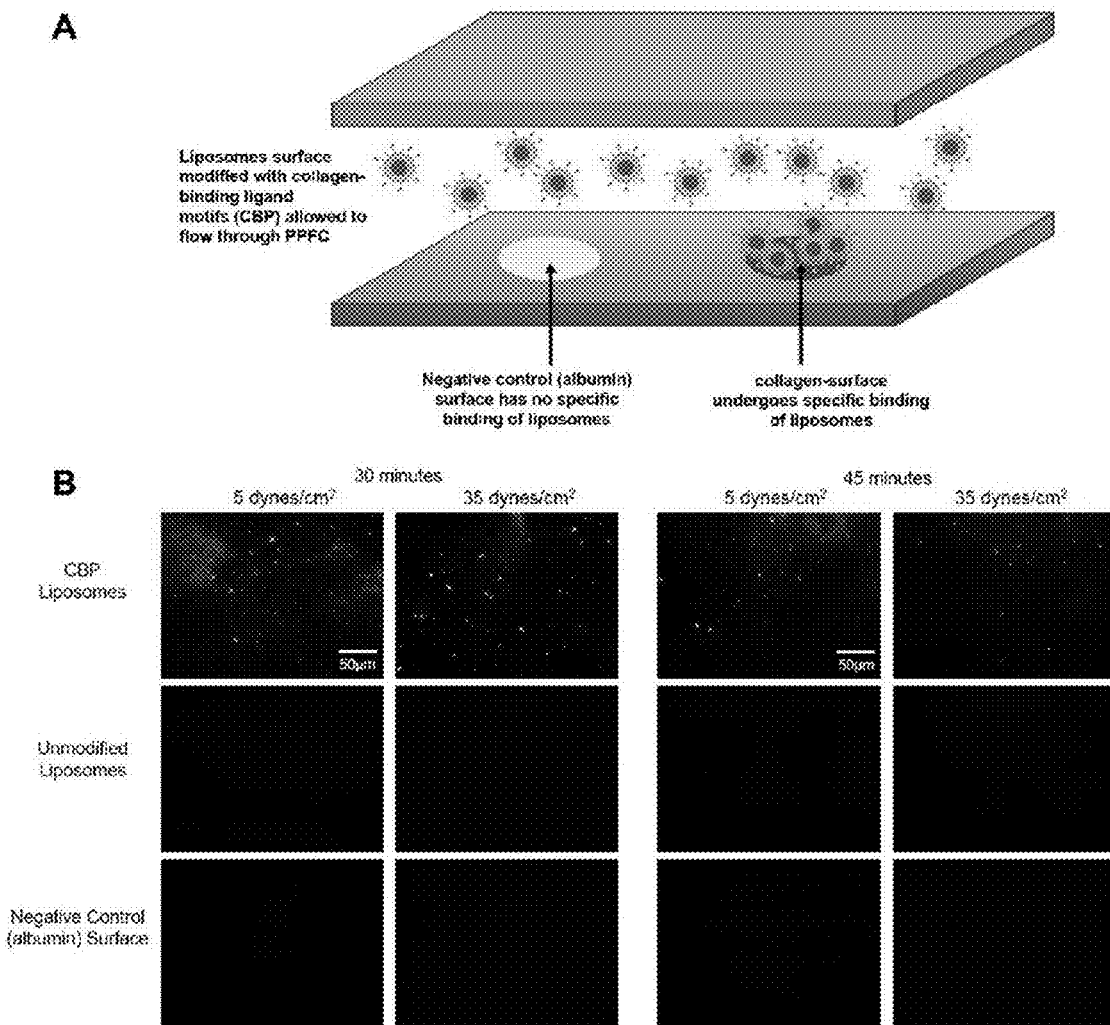 A
Liposomes surface
modified with collagen-
binding ligand
motifs (CBP) allowed to
flow through PPFC
Negative control (albumin)
surface has no specific
binding of liposomes
collagen-surface
undergoes specific binding
of liposomes
B
30 minutes
45 minutes
5 dynes/cm²
35 dynes/cm²
5 dynes/cm²
35 dynes/cm²
CBP
Liposomes
50µm
50µm
Unmodified
Liposomes
Negative Control
(albumin) Surface